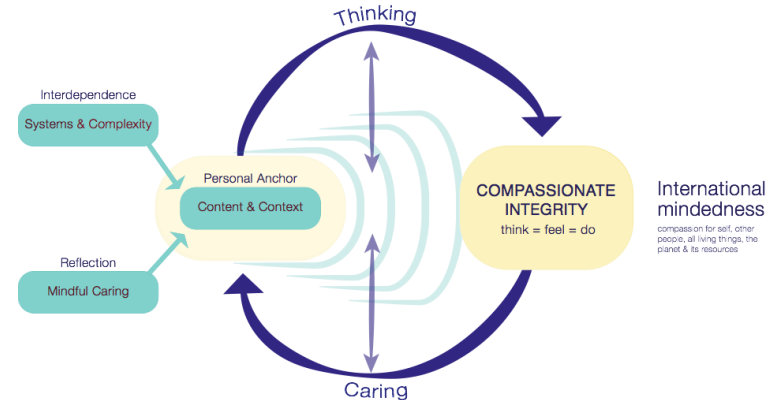 Thinking
Interdependence
Systems & Complexity
Personal Anchor
Content & Context
Reflection
Mindful Caring
COMPASSIONATE
INTEGRITY
think = feel = do
International
mindedness
compassion for self, other
people, all living things, the
planet & its resources
Caring